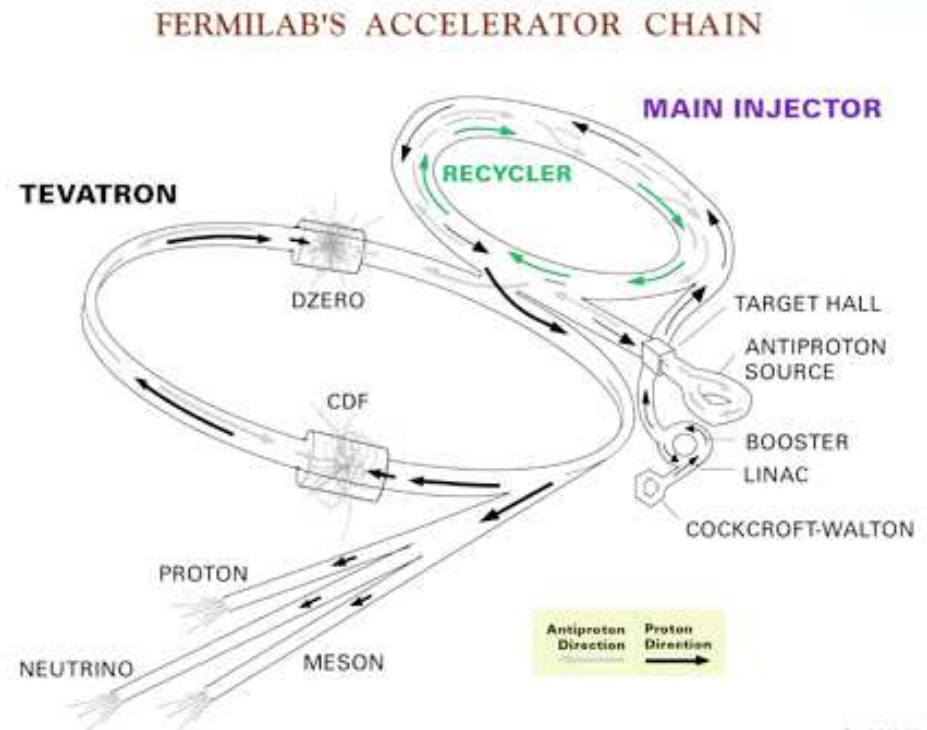 FERMILAB'S ACCELERATOR CHAIN
MAIN INJECTOR
RECYCLER
TEVATRON
DZERO
TARGET HALL
ANTIPROTON
SOURCE
CDF
BOOSTER
LINAC
COCKCROFT-WALTON
PROTON
NEUTRINO
MESON
Antiproton Proton
Direction Direction